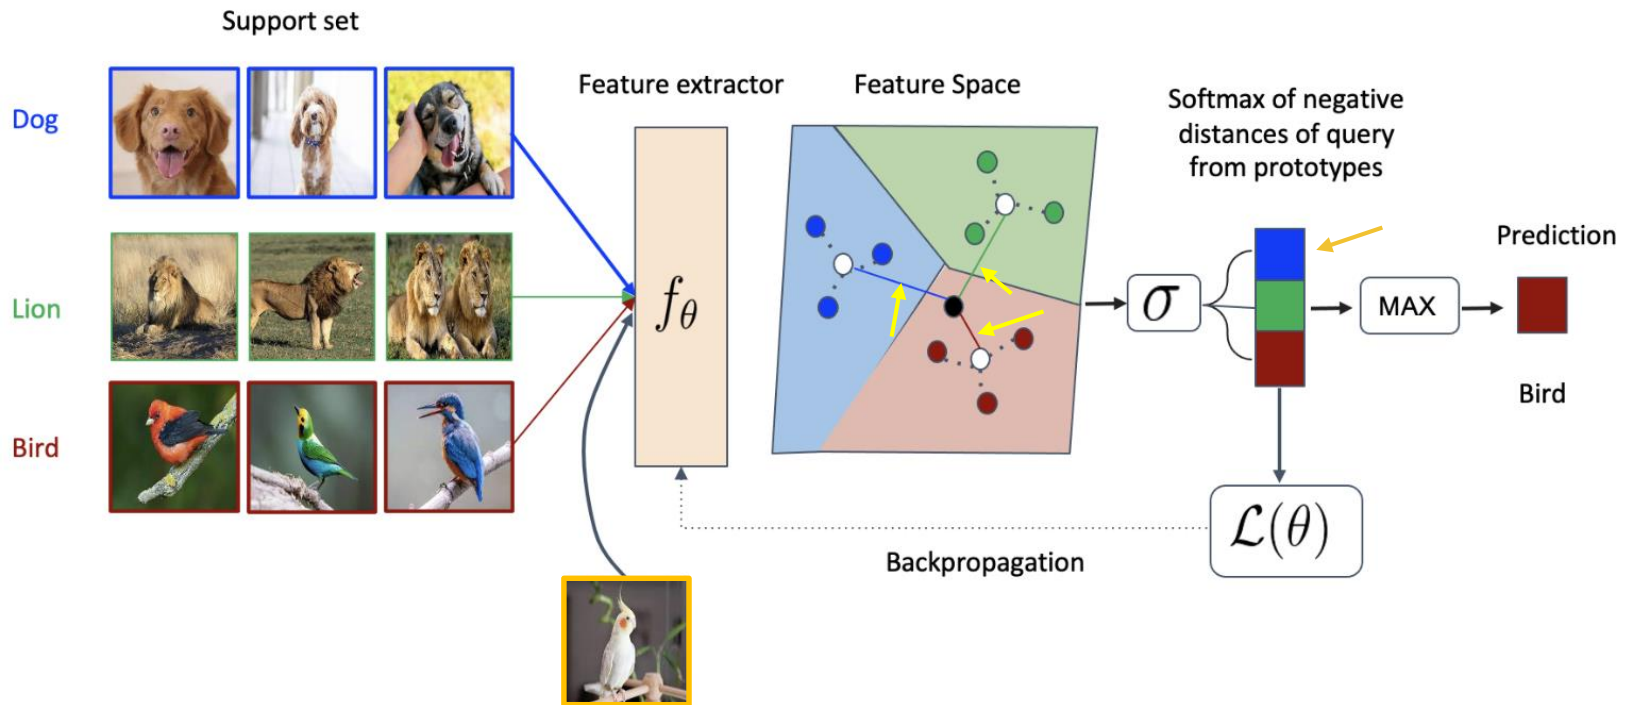 Support set
Dog
Lion
Bird
Feature extractor
f_θ
Feature Space
Softmax of negative
distances of query
from prototypes
σ
MAX
Prediction
Bird
ℒ(θ)
Backpropagation